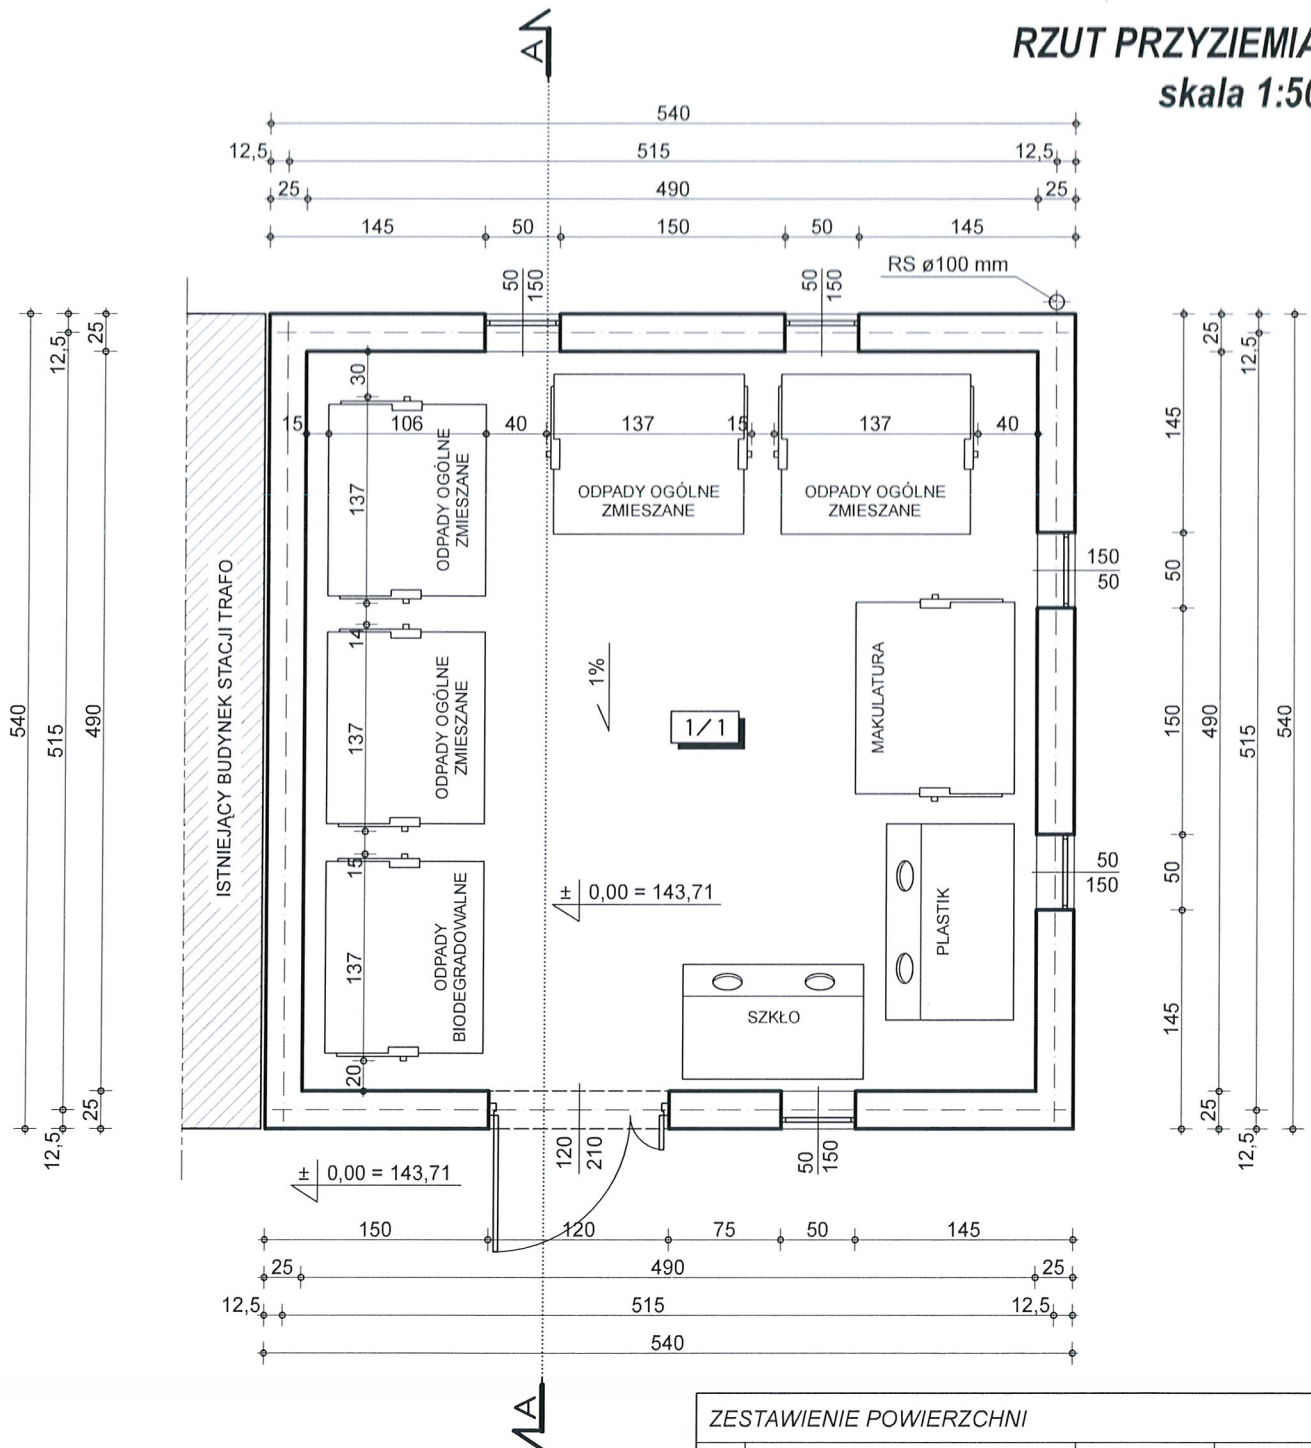 RZUT PRZYZIEMIA
skala 1:50
A
540
12,5 515 12,5
25 490 25
145 50 150 50 145
50
150
50
150
RS ø100 mm
540
12,5
515
12,5
25
490
25
ISTNIEJĄCY BUDYNEK STACJI TRAFO
30
15 106 40 137 15 137 40
137
ODPADY OGÓLNE
ZMIESZANE
ODPADY OGÓLNE
ZMIESZANE
ODPADY OGÓLNE
ZMIESZANE
14
137
ODPADY OGÓLNE
ZMIESZANE
15
137
ODPADY
BIODEGRADOWALNE
20
1%
1/1
MAKULATURA
PLASTIK
SZKŁO
± 0,00 = 143,71
150
50
50
150
145
50
150
50
145
25
490
25
12,5
515
12,5
540
120
210
50
150
± 0,00 = 143,71
150 120 75 50 145
25 490 25
12,5 515 12,5
540
A
ZESTAWIENIE POWIERZCHNI